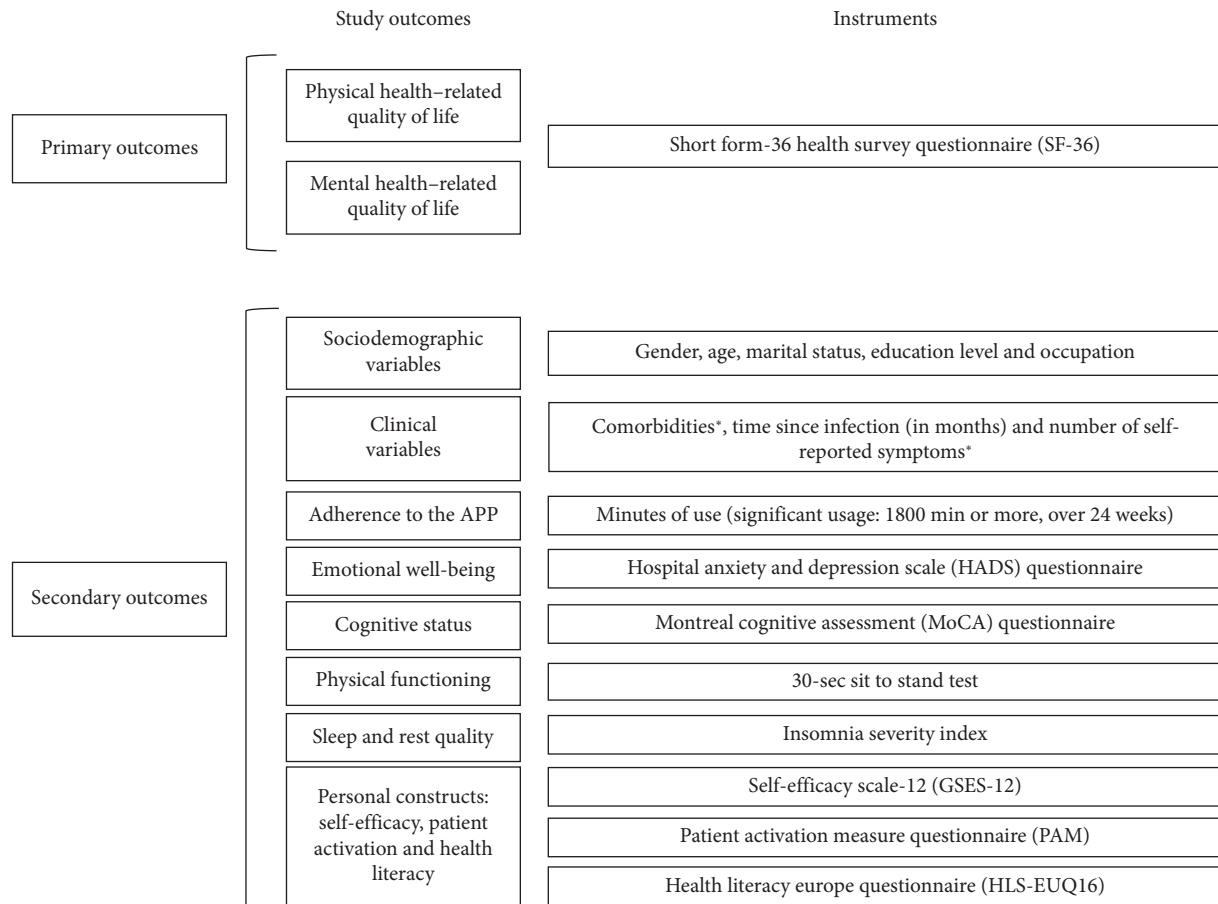 Study outcomes
Instruments
Primary outcomes
Physical health–related
quality of life
Mental health–related
quality of life
Short form-36 health survey questionnaire (SF-36)
Secondary outcomes
Sociodemographic
variables
Gender, age, marital status, education level and occupation
Clinical
variables
Comorbidities*, time since infection (in months) and number of self-
reported symptoms*
Adherence to the APP
Minutes of use (significant usage: 1800 min or more, over 24 weeks)
Emotional well-being
Hospital anxiety and depression scale (HADS) questionnaire
Cognitive status
Montreal cognitive assessment (MoCA) questionnaire
Physical functioning
30-sec sit to stand test
Sleep and rest quality
Insomnia severity index
Personal constructs:
self-efficacy, patient
activation and health
literacy
Self-efficacy scale-12 (GSES-12)
Patient activation measure questionnaire (PAM)
Health literacy europe questionnaire (HLS-EUQ16)